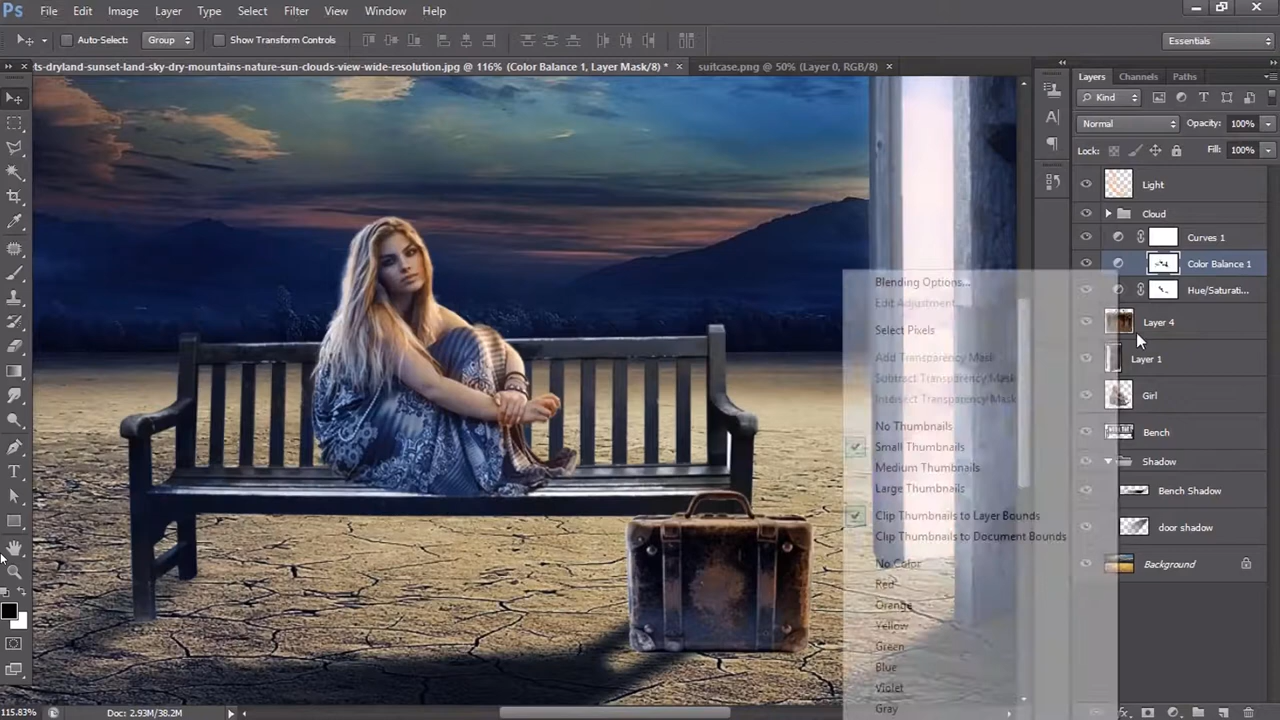 Ps File Edit Image Layer Type Select Filter View Window Help
Auto-Select: Group Show Transform Controls Essentials
ts-dryland-sunset-land-sky-dry-mountains-nature-sun-clouds-view-wide-resolution.jpg @ 116% (Color Balance 1, Layer Mask/8) * × suitcase.png @ 50% (Layer 0, RGB/8) ×
Layers Channels Paths
Kind
Normal Opacity: 100%
Lock: Fill: 100%
Light
Cloud
Curves 1
Color Balance 1
Hue/Saturati...
Layer 4
Layer 1
Girl
Bench
Shadow
Bench Shadow
door shadow
Background
Blending Options...
Edit Adjustment...
Select Pixels
Add Transparency Mask
Subtract Transparency Mask
Intersect Transparency Mask
No Thumbnails
Small Thumbnails
Medium Thumbnails
Large Thumbnails
Clip Thumbnails to Layer Bounds
Clip Thumbnails to Document Bounds
No Color
Red
Orange
Yellow
Green
Blue
Violet
Gray
115.83% Doc: 2.93M/38.2M